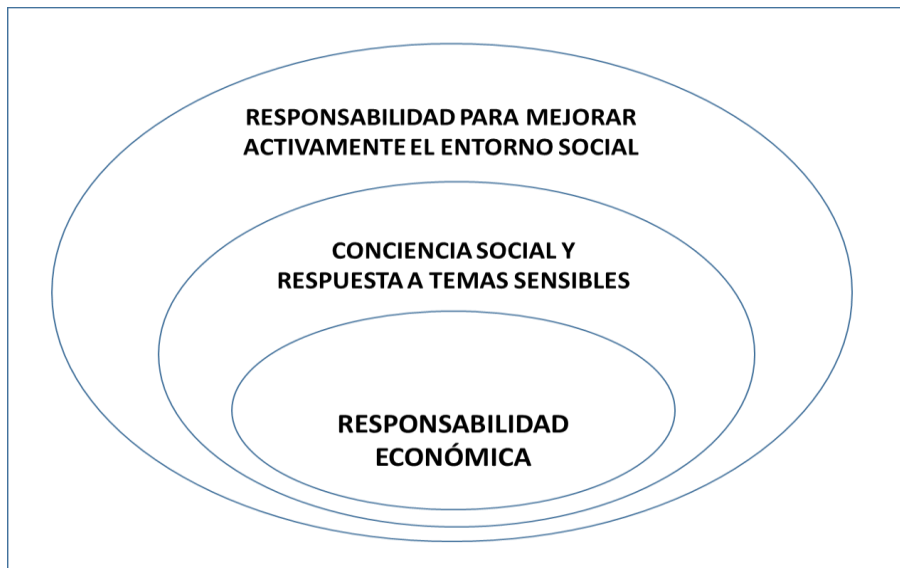 RESPONSABILIDAD PARA MEJORAR
ACTIVAMENTE EL ENTORNO SOCIAL
CONCIENCIA SOCIAL Y
RESPUESTA A TEMAS SENSIBLES
RESPONSABILIDAD
ECONÓMICA